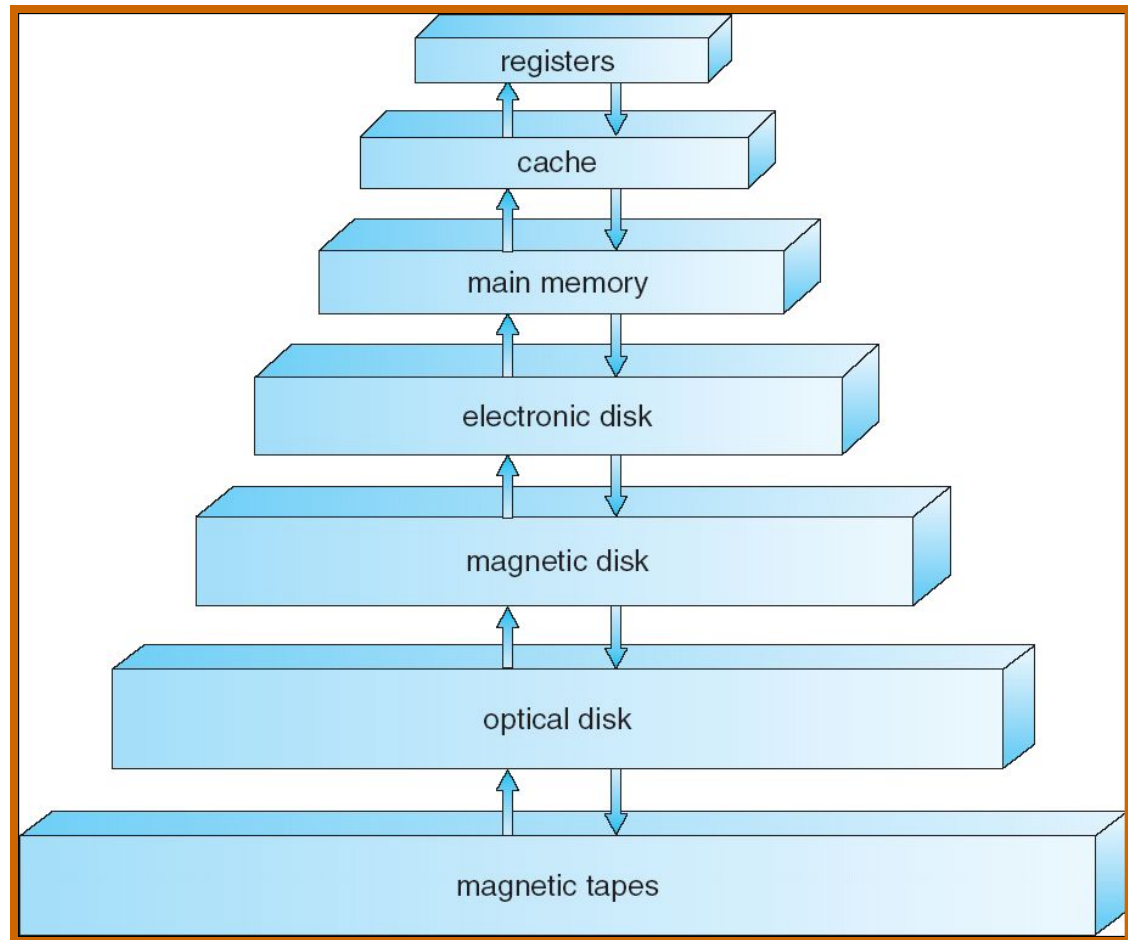 registers
cache
main memory
electronic disk
magnetic disk
optical disk
magnetic tapes